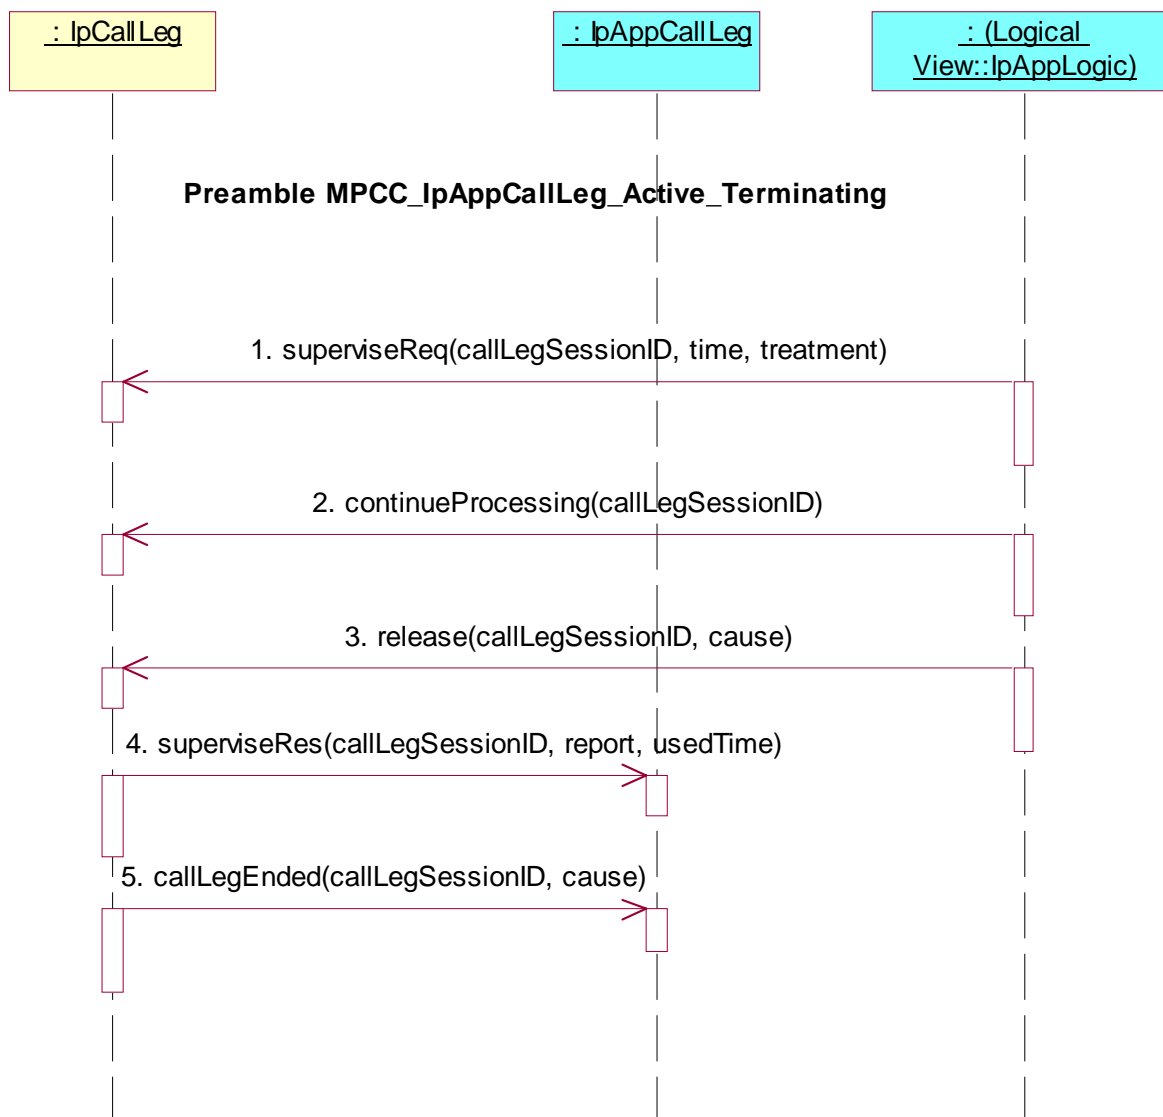 : IpCallLeg
: IpAppCallLeg
: (Logical
View::IpAppLogic)
Preamble MPCC_IpAppCallLeg_Active_Terminating
1. superviseReq(callLegSessionID, time, treatment)
2. continueProcessing(callLegSessionID)
3. release(callLegSessionID, cause)
4. superviseRes(callLegSessionID, report, usedTime)
5. callLegEnded(callLegSessionID, cause)